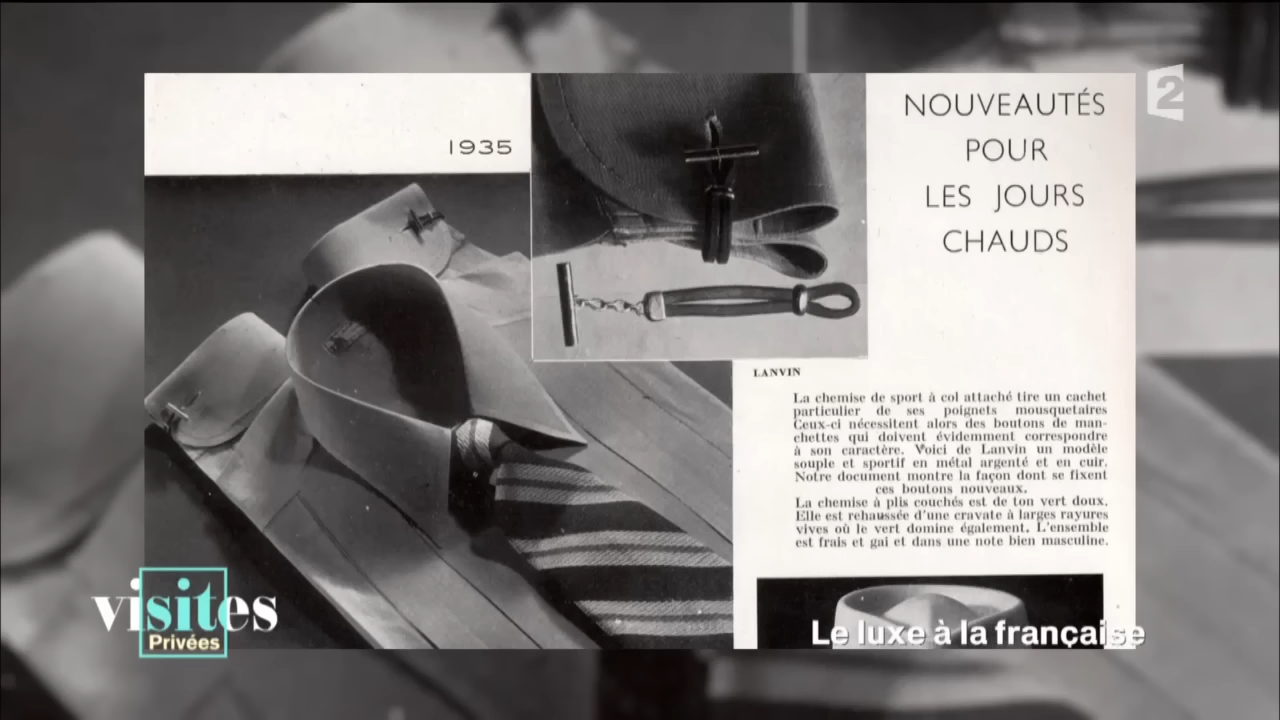 2
1935
NOUVEAUTÉS
POUR
LES JOURS
CHAUDS
LANVIN
La chemise de sport à col attaché tire un cachet
particulier de ses poignets mousquetaires
Ceux-ci nécessitent alors des boutons de man-
chettes qui doivent évidemment correspondre
à son caractère. Voici de Lanvin un modèle
souple et sportif en métal argenté et en cuir.
Notre document montre la façon dont se fixent
ces boutons nouveaux.
La chemise à plis couchés est de ton vert doux.
Elle est rehaussée d'une cravate à larges rayures
vives où le vert domine également. L'ensemble
est frais et gai et dans une note bien masculine.
visites
Privées
Le luxe à la française